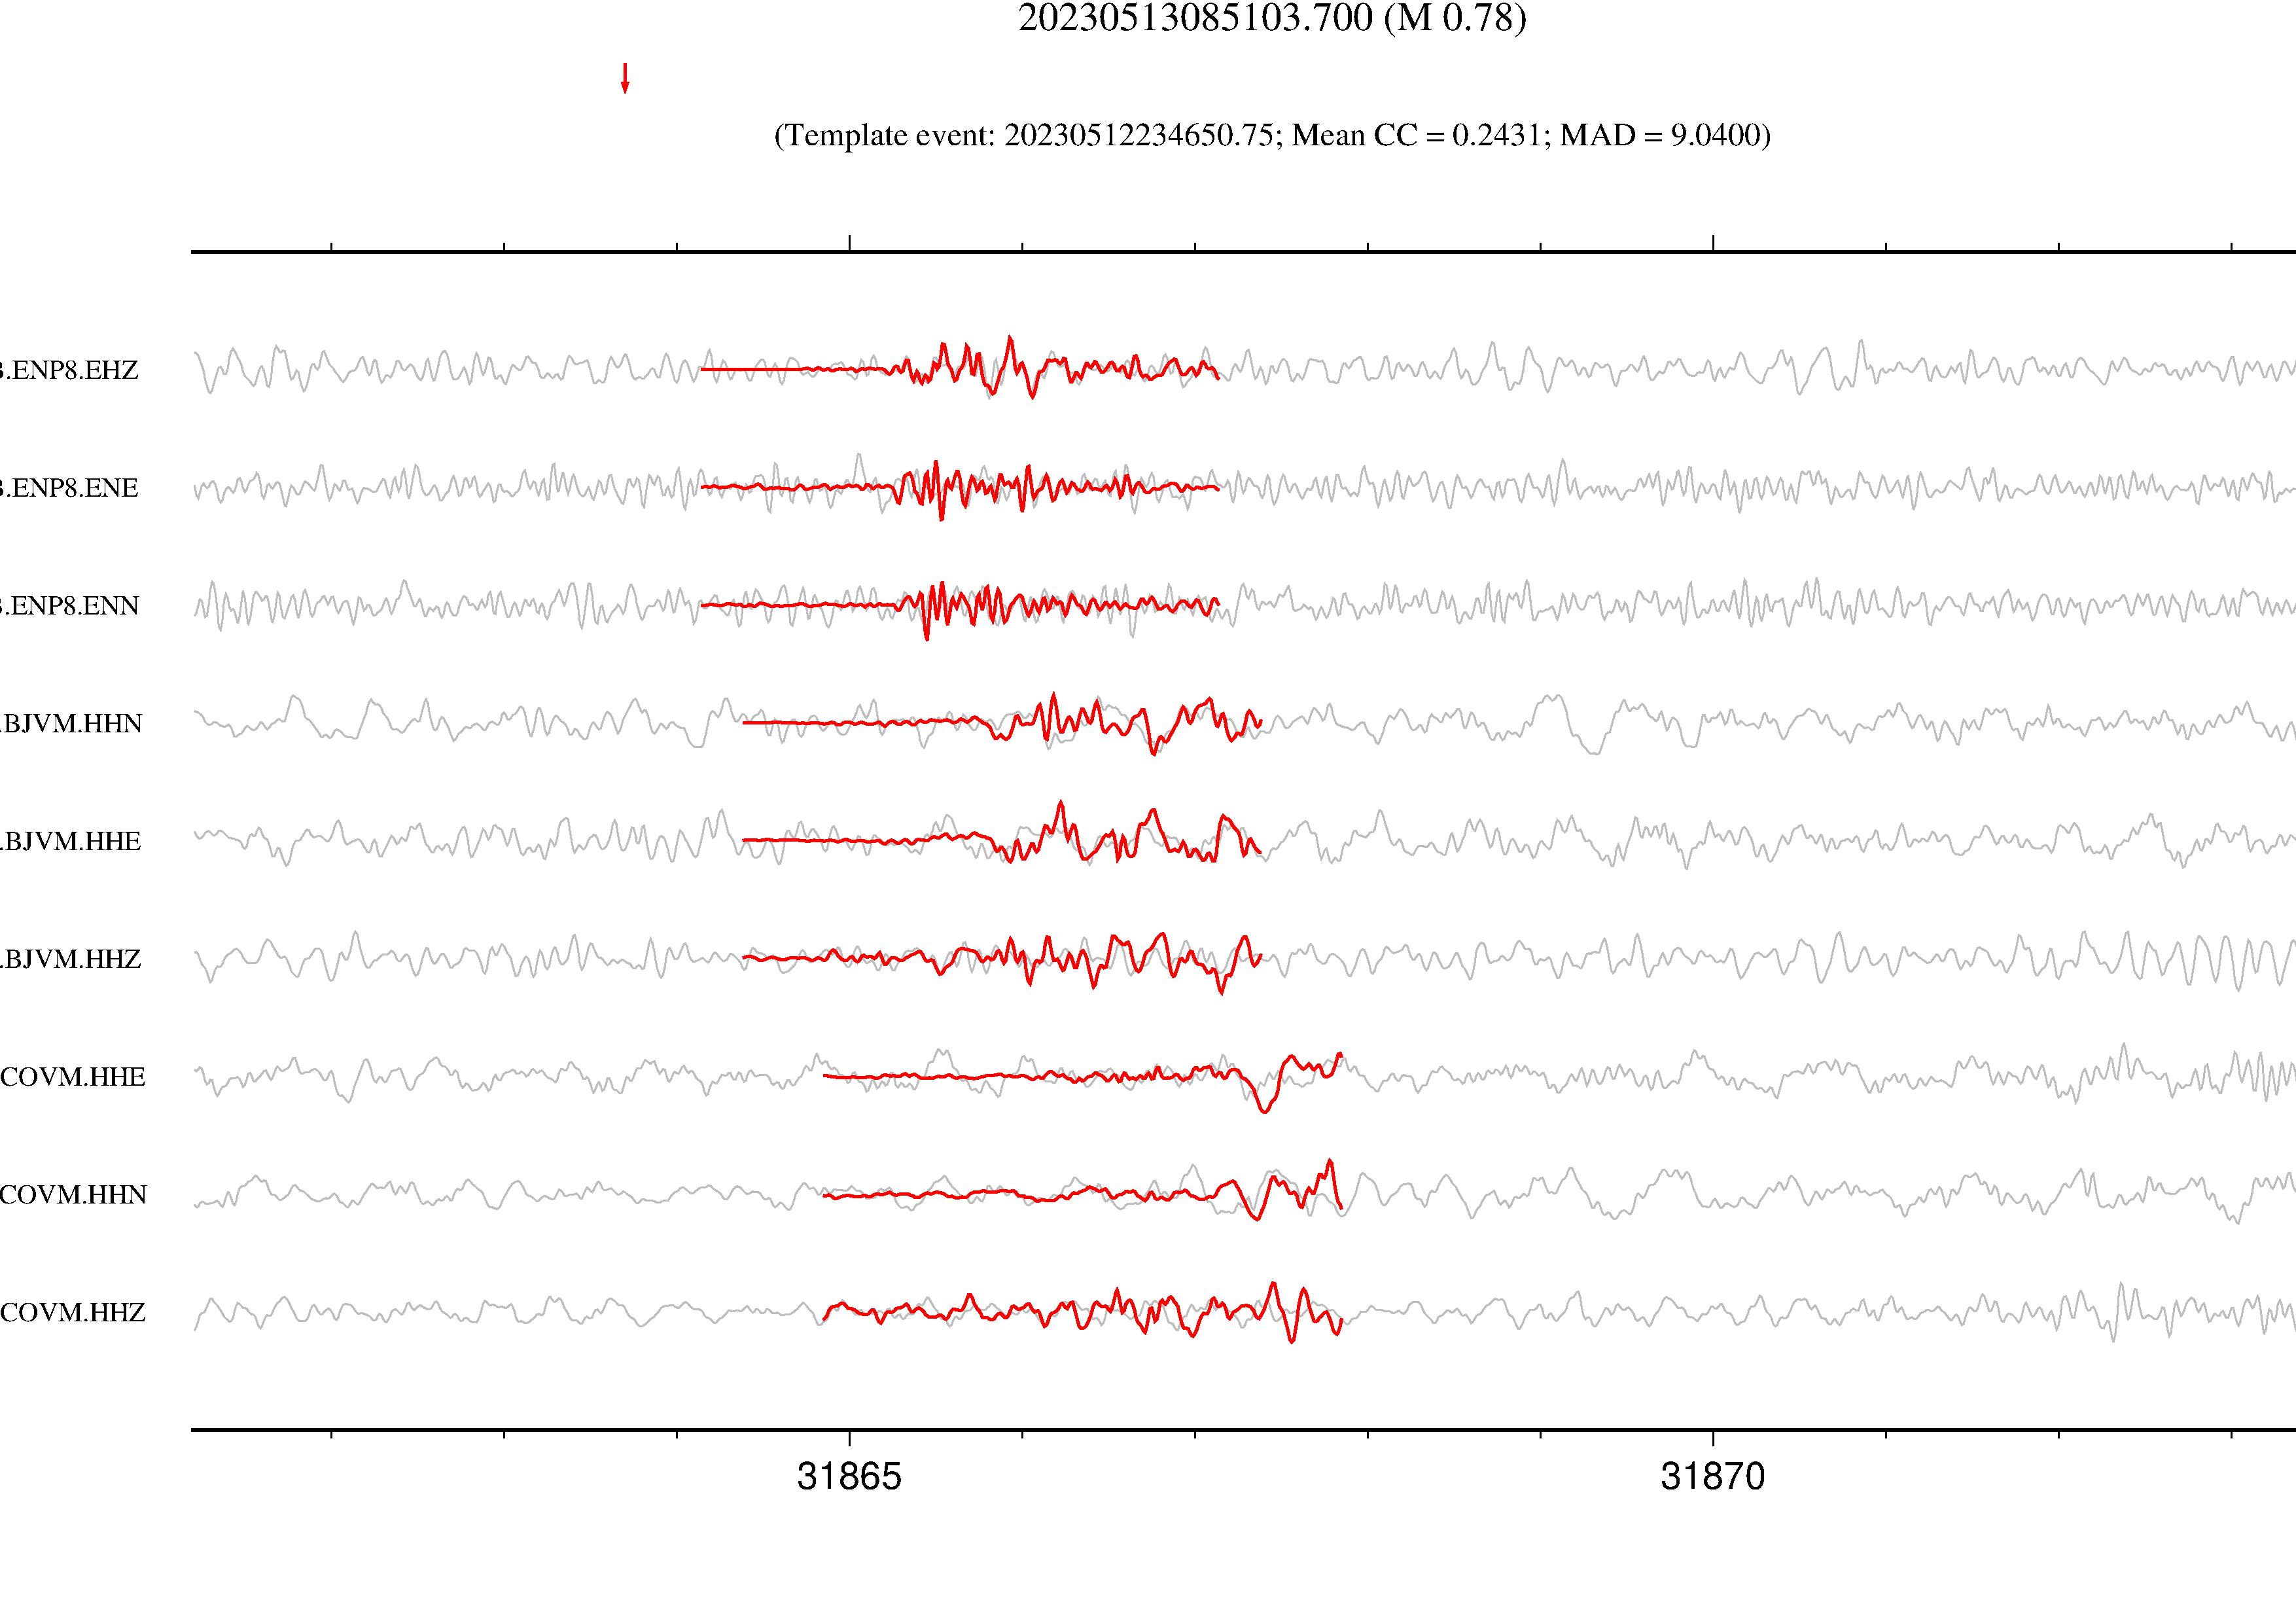 20230513085103.700 (M 0.78)
(Template event: 20230512234650.75; Mean CC = 0.2431; MAD = 9.0400)
.ENP8.EHZ
.ENP8.ENE
.ENP8.ENN
.BJVM.HHN
.BJVM.HHE
.BJVM.HHZ
COVM.HHE
COVM.HHN
COVM.HHZ
31865 31870